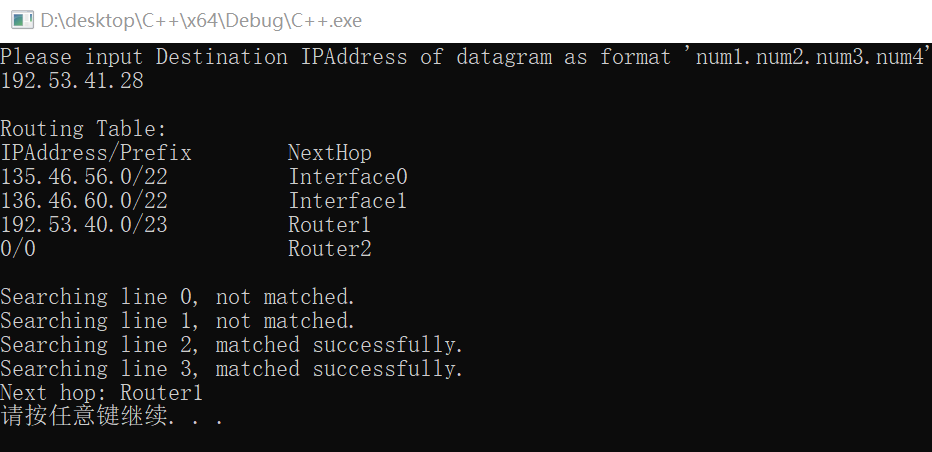 D:\desktop\C++\x64\Debug\C++.exe
Please input Destination IPAddress of datagram as format 'num1.num2.num3.num4'
192.53.41.28
Routing Table:
IPAddress/Prefix        NextHop
135.46.56.0/22          Interface0
136.46.60.0/22          Interface1
192.53.40.0/23          Router1
0/0                     Router2
Searching line 0, not matched.
Searching line 1, not matched.
Searching line 2, matched successfully.
Searching line 3, matched successfully.
Next hop: Router1
请按任意键继续. . .